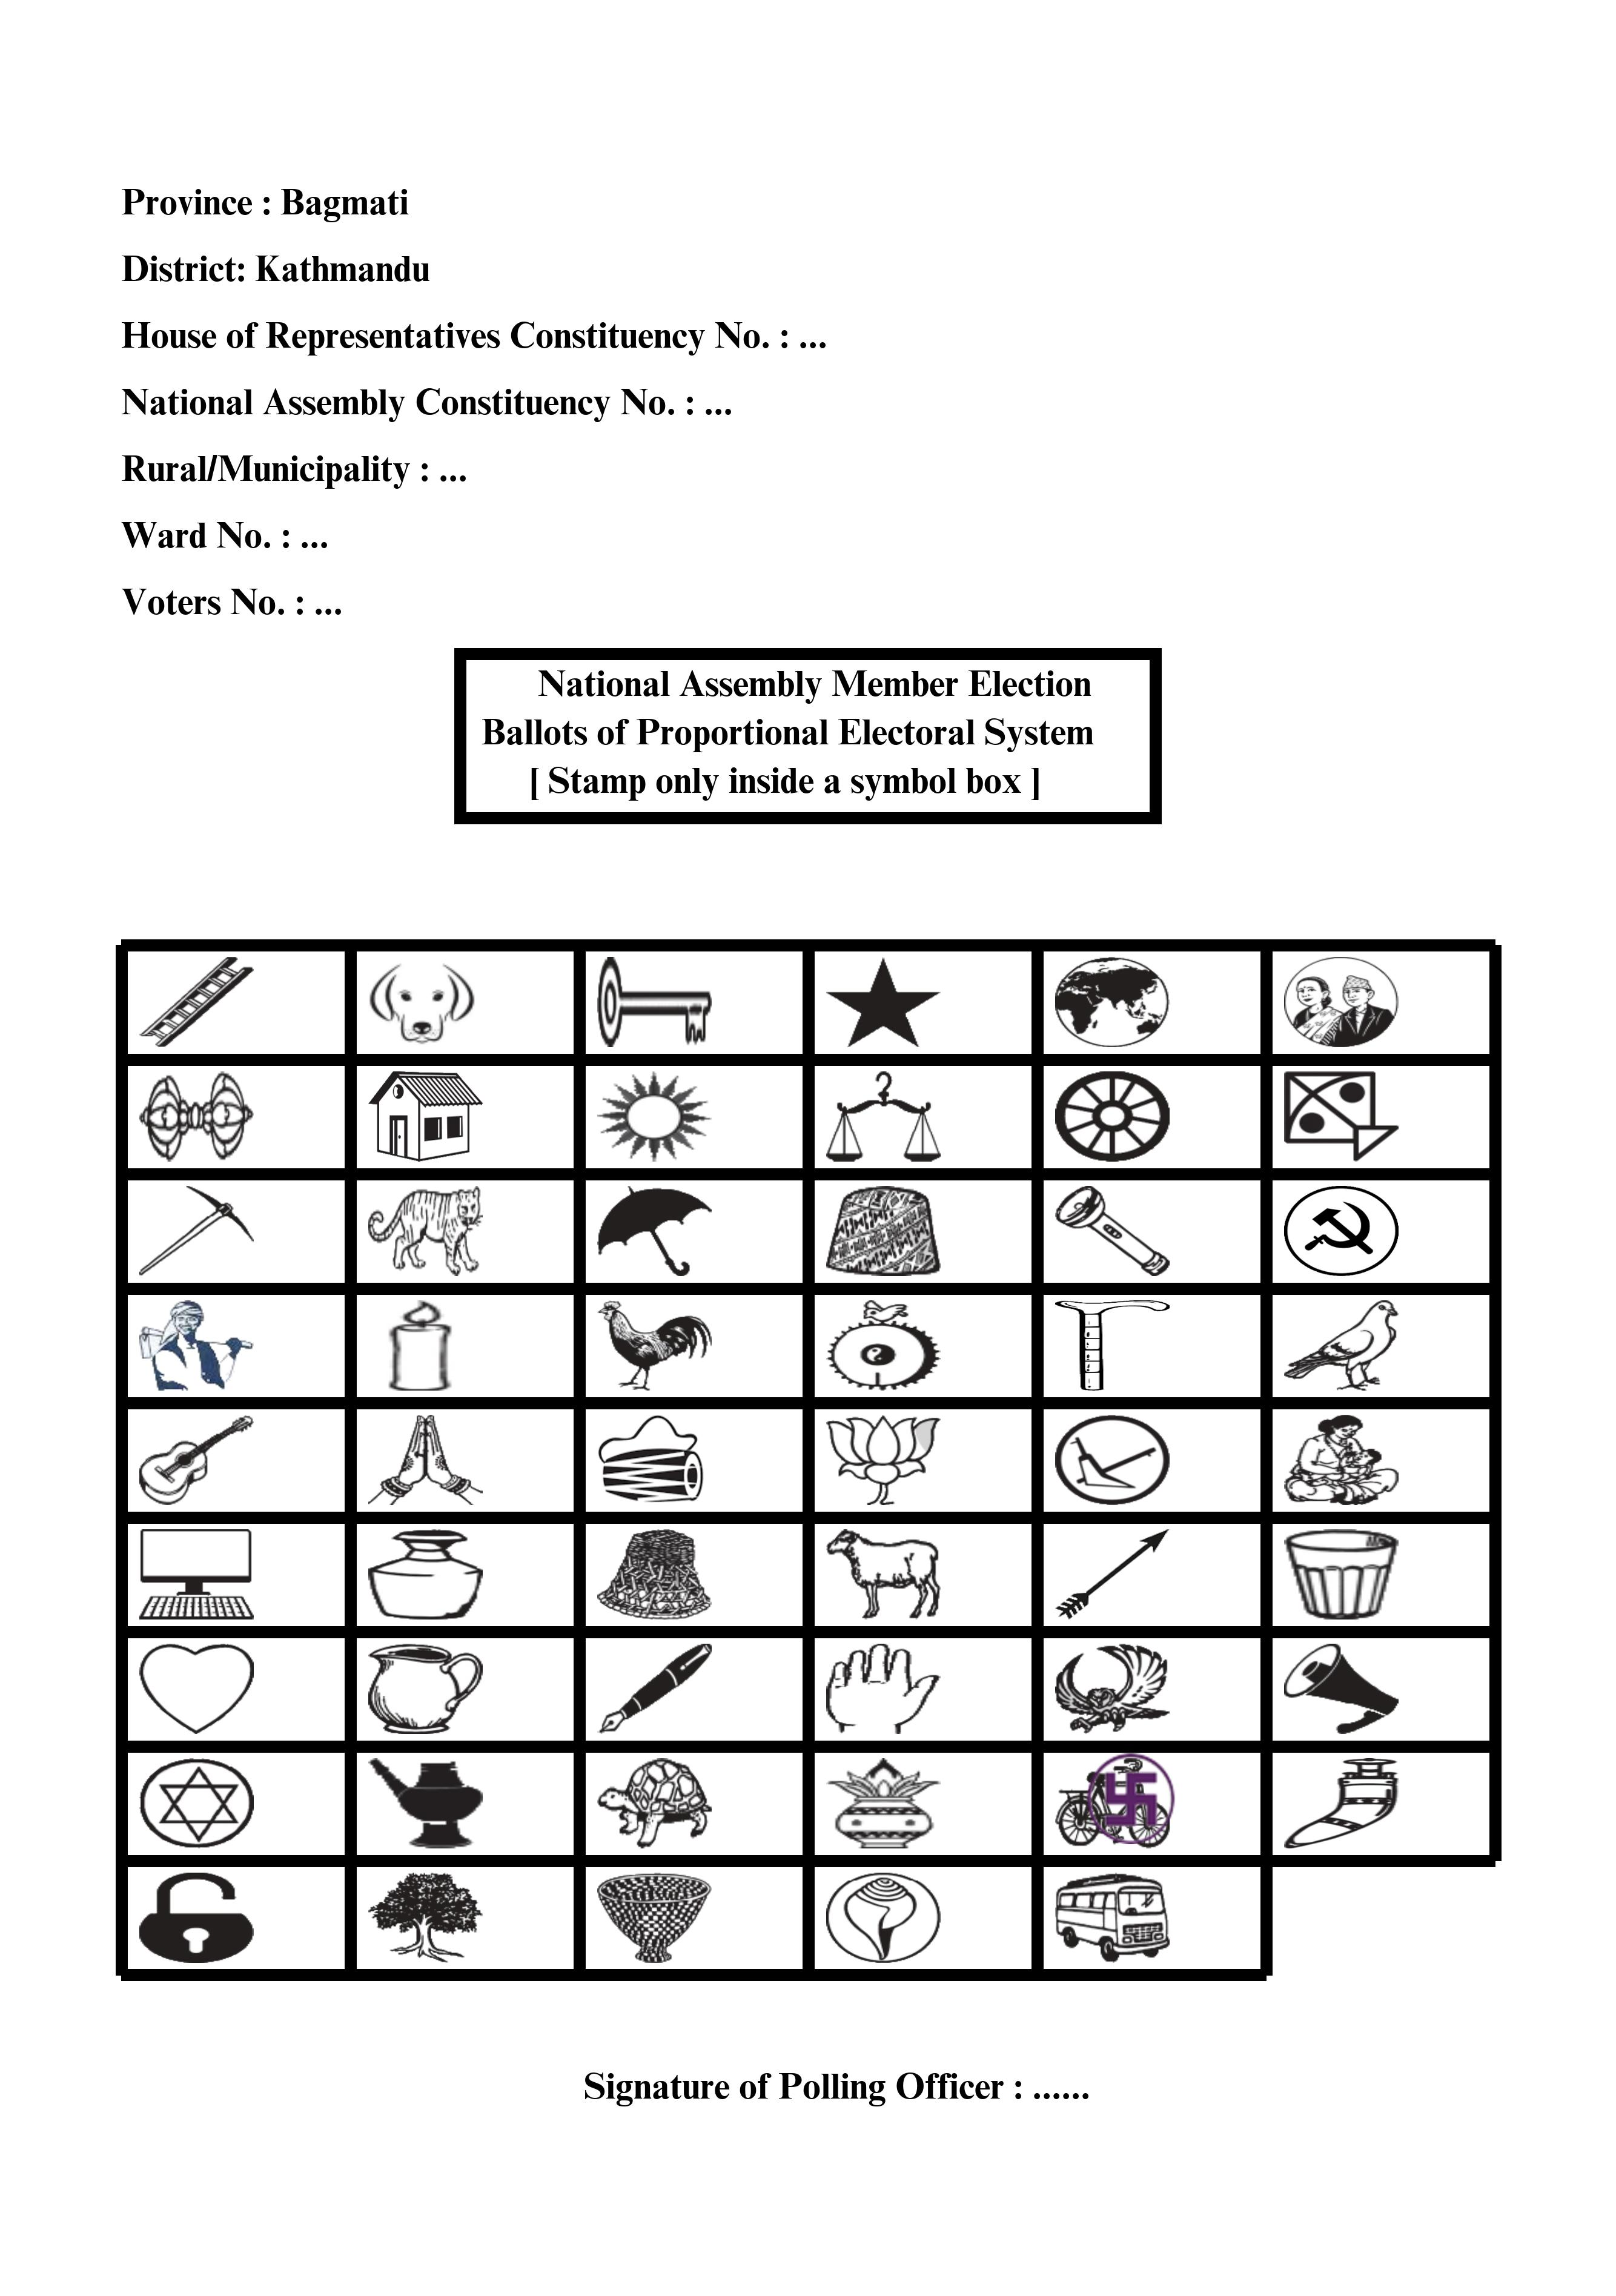 Province : Bagmati
District: Kathmandu
House of Representatives Constituency No. : ...
National Assembly Constituency No. : ...
Rural/Municipality : ...
Ward No. : ...
Voters No. : ...
National Assembly Member Election
Ballots of Proportional Electoral System
[ Stamp only inside a symbol box ]
Signature of Polling Officer : ......